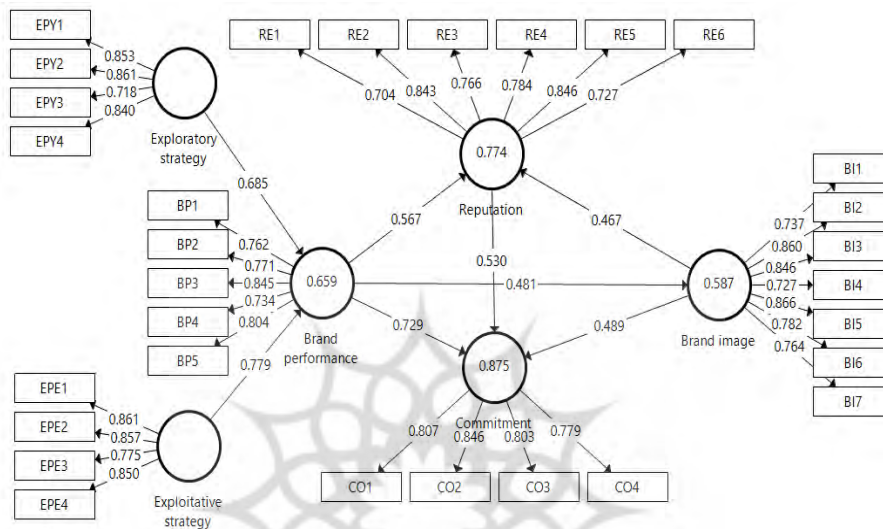 EPY1
EPY2
EPY3
EPY4
0.853
0.861
0.718
0.840
Exploratory
strategy
RE1
RE2
RE3
RE4
RE5
RE6
0.704
0.843
0.766
0.784
0.846
0.727
0.774
Reputation
0.685
0.567
0.467
0.530
BP1
BP2
BP3
BP4
BP5
0.762
0.771
0.845
0.734
0.804
0.659
Brand
performance
0.481
0.729
0.489
0.779
BI1
BI2
BI3
BI4
BI5
BI6
BI7
0.737
0.860
0.846
0.727
0.866
0.782
0.764
0.587
Brand image
0.875
Commitment
0.807
0.846
0.803
0.779
CO1
CO2
CO3
CO4
EPE1
EPE2
EPE3
EPE4
0.861
0.857
0.775
0.850
Exploitative
strategy